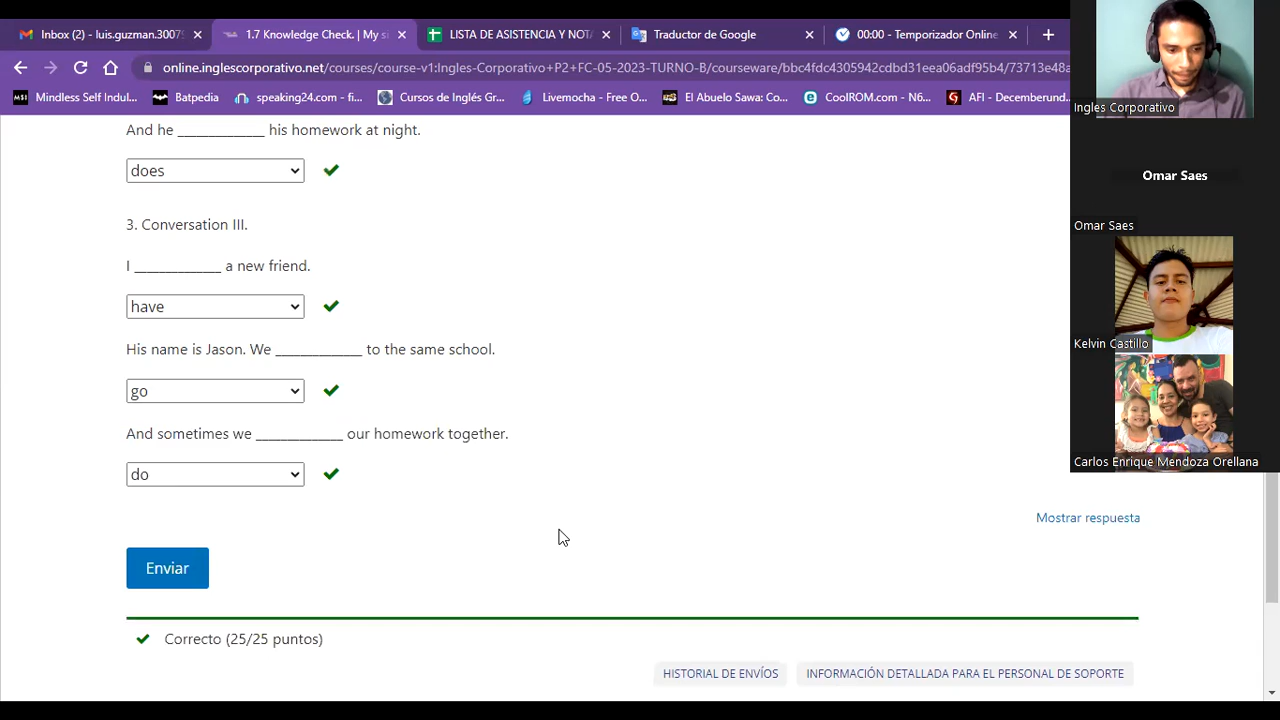 Inbox (2) - luis.guzman.3007
1.7 Knowledge Check. | My s
LISTA DE ASISTENCIA Y NOTA
Traductor de Google
00:00 - Temporizador Online
online.inglescorporativo.net/courses/course-v1:Ingles-Corporativo+P2+FC-05-2023-TURNO-B/courseware/bbc4fdc4305942cdbd31eea06adf95b4/73713e48a
Mindless Self Indul...
Batpedia
speaking24.com - fi...
Cursos de Inglés Gr...
Livemocha - Free O...
El Abuelo Sawa: Co...
CoolROM.com - N6...
AFI - Decemberund...
And he ______________ his homework at night.
does
3. Conversation III.
I ______________ a new friend.
have
His name is Jason. We ______________ to the same school.
go
And sometimes we ______________ our homework together.
do
Mostrar respuesta
Enviar
Correcto (25/25 puntos)
HISTORIAL DE ENVÍOS
INFORMACIÓN DETALLADA PARA EL PERSONAL DE SOPORTE
Ingles Corporativo
Omar Saes
Omar Saes
Kelvin Castillo
Carlos Enrique Mendoza Orellana